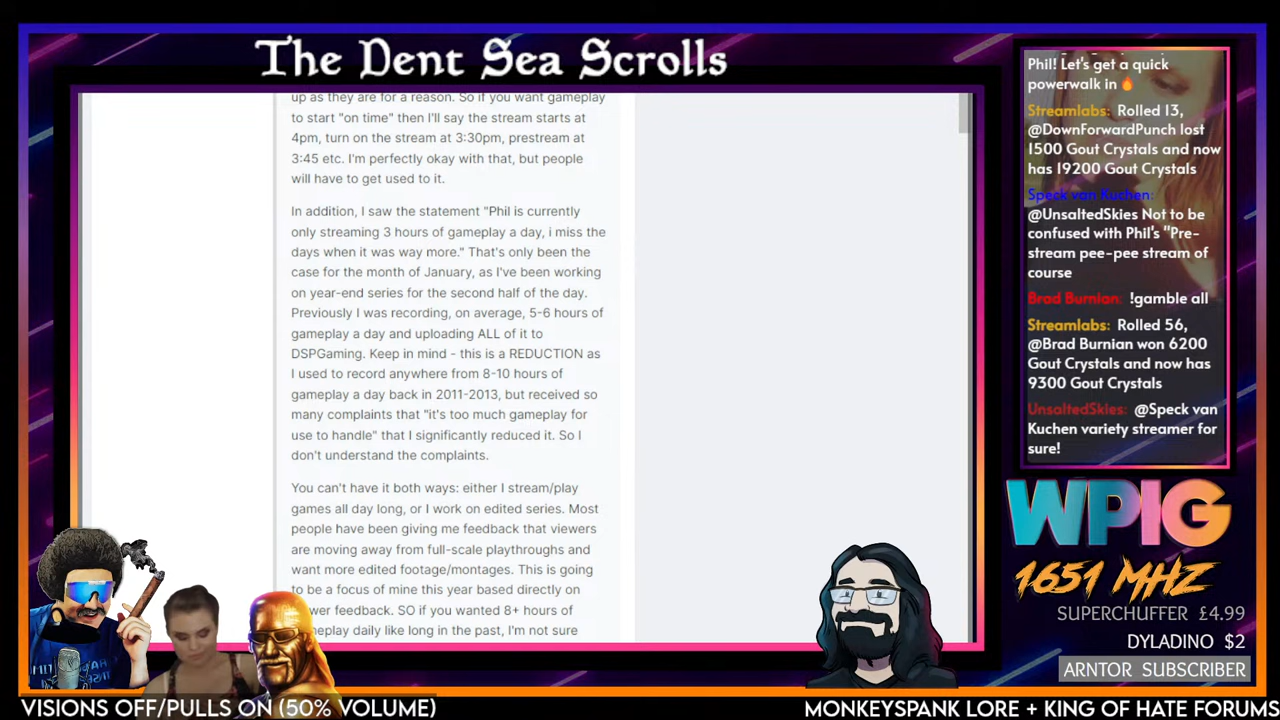 The Dent Sea Scrolls
up as they are for a reason. So if you want gameplay
to start "on time" then I'll say the stream starts at
4pm, turn on the stream at 3:30pm, prestream at
3:45 etc. I'm perfectly okay with that, but people
will have to get used to it.
In addition, I saw the statement "Phil is currently
only streaming 3 hours of gameplay a day, i miss the
days when it was way more." That's only been the
case for the month of January, as I've been working
on year-end series for the second half of the day.
Previously I was recording, on average, 5-6 hours of
gameplay a day and uploading ALL of it to
DSPGaming. Keep in mind - this is a REDUCTION as
I used to record anywhere from 8-10 hours of
gameplay a day back in 2011-2013, but received so
many complaints that "it's too much gameplay for
use to handle" that I significantly reduced it. So I
don't understand the complaints.
You can't have it both ways: either I stream/play
games all day long, or I work on edited series. Most
people have been giving me feedback that viewers
are moving away from full-scale playthroughs and
want more edited footage/montages. This is going
to be a focus of mine this year based directly on
feedback. SO if you wanted 8+ hours of
daily like long in the past, I'm not sure
Phil! Let's get a quick
powerwalk in 🔥
Streamlabs: Rolled 13,
@DownForwardPunch lost
1500 Gout Crystals and now
has 19200 Gout Crystals
Speck van Kuchen:
@UnsaltedSkies Not to be
confused with Phil's "Pre-
stream pee-pee stream of
course
Brad Burnian: !gamble all
Streamlabs: Rolled 56,
@Brad Burnian won 6200
Gout Crystals and now has
9300 Gout Crystals
UnsaltedSkies: @Speck van
Kuchen variety streamer for
sure!
WPIG
1651 MHZ
SUPERCHUFFER £4.99
DYLADINO $2
ARNTOR SUBSCRIBER
VISIONS OFF/PULLS ON (50% VOLUME)
MONKEYSPANK LORE + KING OF HATE FORUMS